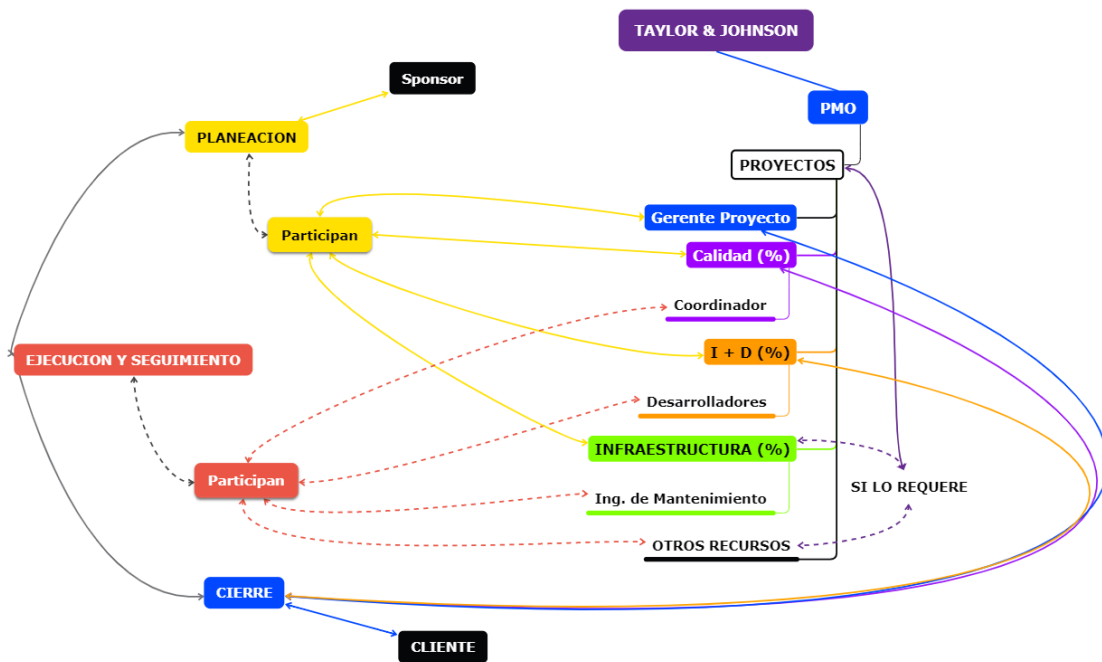 TAYLOR & JOHNSON
Sponsor
PMO
PLANEACION
PROYECTOS
Gerente Proyecto
Participan
Calidad (%)
Coordinador
I + D (%)
EJECUCION Y SEGUIMIENTO
Desarrolladores
INFRAESTRUCTURA (%)
Participan
SI LO REQUERE
Ing. de Mantenimiento
OTROS RECURSOS
CIERRE
CLIENTE